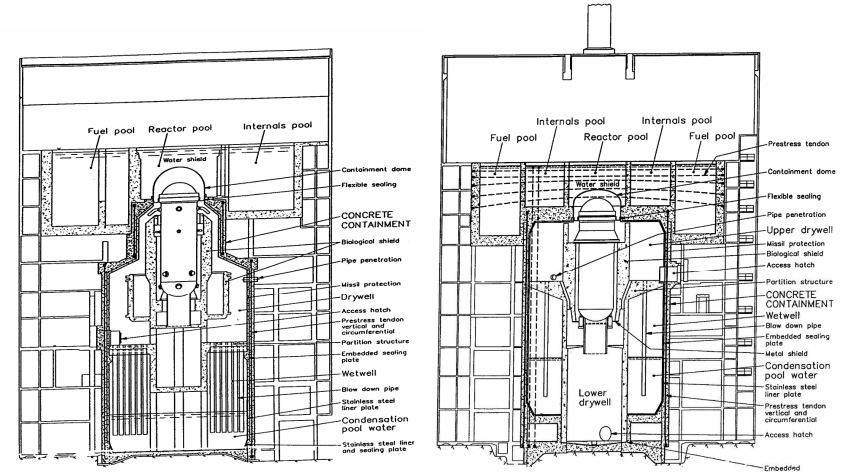 Fuel pool
Reactor pool
Internals pool
Water shield
Containment dome
Flexible sealing
CONCRETE
CONTAINMENT
Biological shield
Pipe penetration
Missil protection
Drywell
Access hatch
Prestress tendon
vertical and
circumferential
Partition structure
Embedded sealing
plate
Wetwell
Blow down pipe
Stainless steel
liner plate
Condensation
pool water
Stainless steel liner
and sealing plate
Internals pool
Internals pool
Fuel pool
Reactor pool
Fuel pool
Water shield
Prestress tendon
Containment dome
Flexible sealing
Pipe penetration
Upper drywell
Missil protection
Biological shield
Access hatch
Partition structure
CONCRETE
CONTAINMENT
Wetwell
Blow down pipe
Embedded sealing
plate
Metal shield
Condensation
pool water
Stainless steel
liner plate
Prestress tendon
vertical and
circumferential
Lower
drywell
Access hatch
Embedded